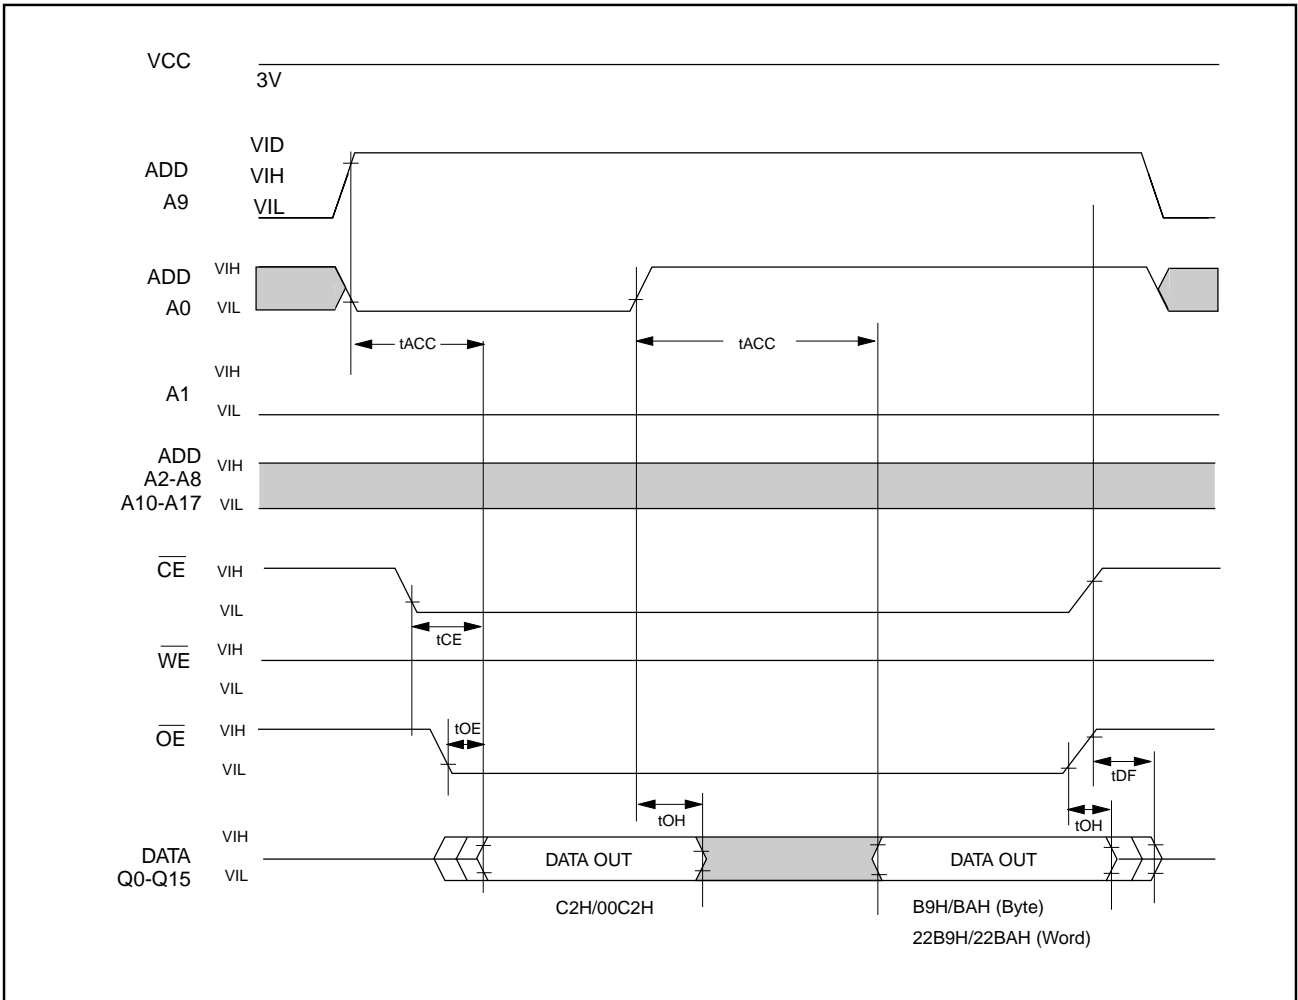 VCC
3V
VID
ADD
VIH
A9
VIL
VIH
ADD
A0
VIL
tACC
tACC
VIH
A1
VIL
ADD
VIH
A2-A8
A10-A17
VIL
CE
VIH
VIL
tCE
WE
VIH
VIL
OE
VIH
tOE
VIL
tDF
tOH
tOH
VIH
DATA
Q0-Q15
VIL
DATA OUT
DATA OUT
C2H/00C2H
B9H/BAH (Byte)
22B9H/22BAH (Word)